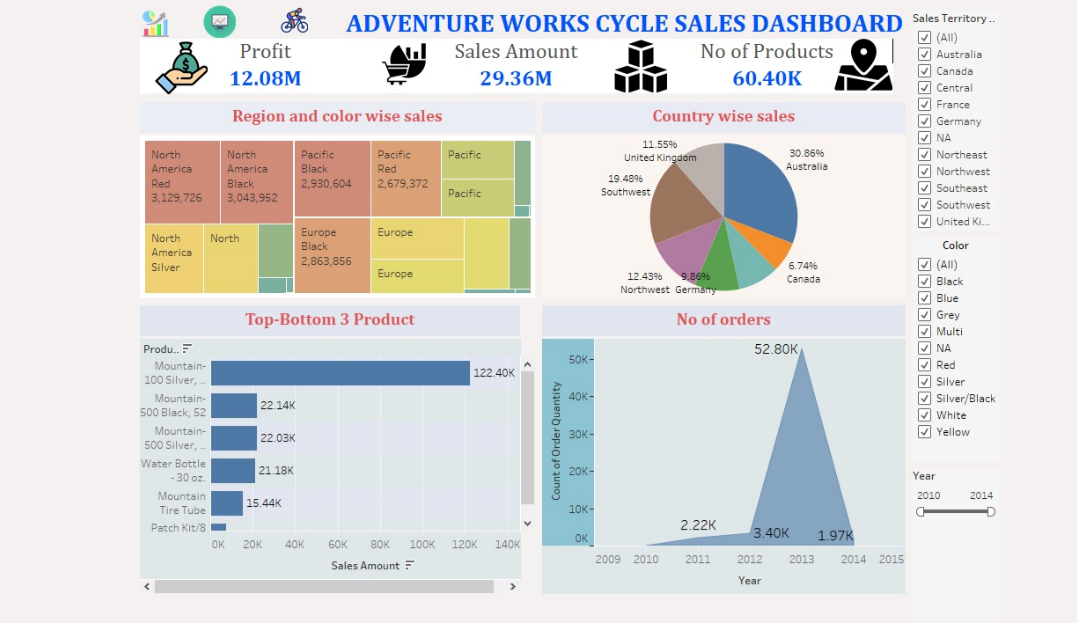 ADVENTURE WORKS CYCLE SALES DASHBOARD
Profit
12.08M
Sales Amount
29.36M
No of Products
60.40K
Region and color wise sales
North
America
Red
3,129,726
North
America
Black
3,043,952
Pacific
Black
2,930,604
Pacific
Red
2,679,372
Pacific
Pacific
North
America
Silver
North
Europe
Black
2,863,856
Europe
Europe
Country wise sales
11.55%
United Kingdom
30.86%
Australia
19.48%
Southwest
6.74%
Canada
12.43%
Northwest
9.86%
Germany
Top-Bottom 3 Product
Produ..
Mountain-
100 Silver, ..
122.40K
Mountain-
500 Black, 52
22.14K
Mountain-
500 Silver, ..
22.03K
Water Bottle
- 30 oz.
21.18K
Mountain
Tire Tube
15.44K
Patch Kit/8
0K 20K 40K 60K 80K 100K 120K 140K
Sales Amount
No of orders
Count of Order Quantity
50K
40K
30K
20K
10K
0K
52.80K
2.22K
3.40K
1.97K
2009 2010 2011 2012 2013 2014 2015
Year
Sales Territory ..
(All)
Australia
Canada
Central
France
Germany
NA
Northeast
Northwest
Southeast
Southwest
United Ki...
Color
(All)
Black
Blue
Grey
Multi
NA
Red
Silver
Silver/Black
White
Yellow
Year
2010 2014